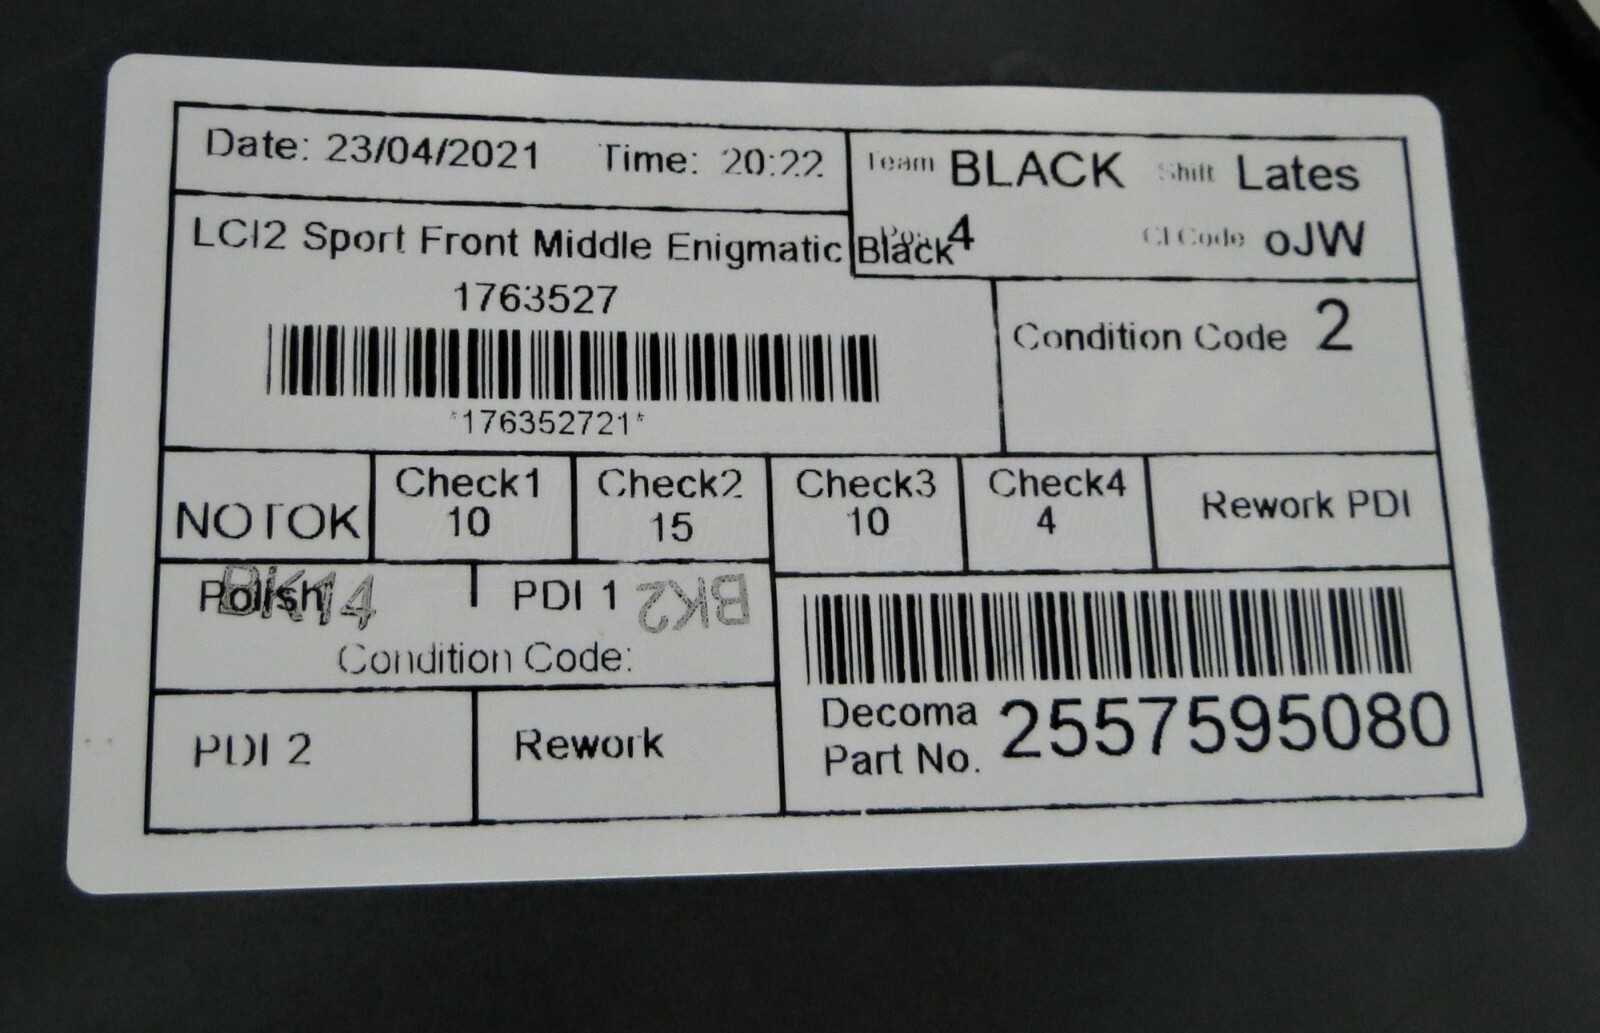 Date: 23/04/2021 Time: 20:22
Team BLACK Shift Lates
Pos 4 CI Code oJW
LCI2 Sport Front Middle Enigmatic Black
1763527
*176352721*
Condition Code 2
NOTOK
Check1
10
Check2
15
Check3
10
Check4
4
Rework PDI
Polish BK14
PDI 1 BK2
Condition Code:
PDI 2
Rework
Decoma
Part No. 2557595080